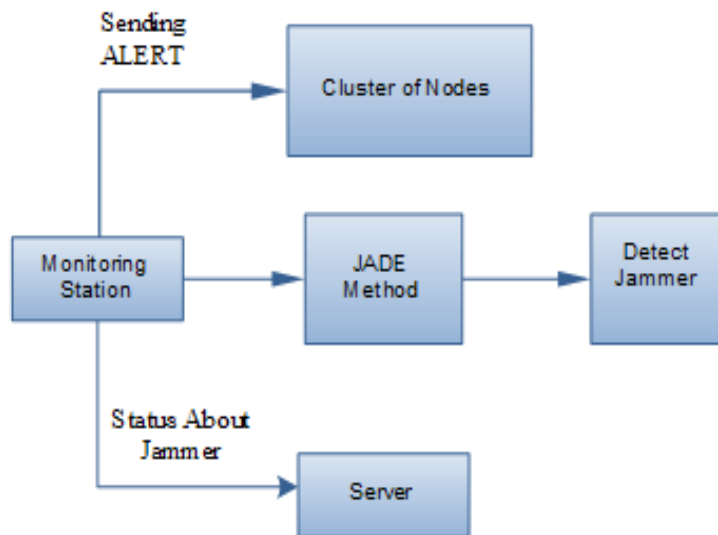 Sending
ALERT
Cluster of Nodes
Monitoring
Station
JADE
Method
Detect
Jammer
Status About
Jammer
Server